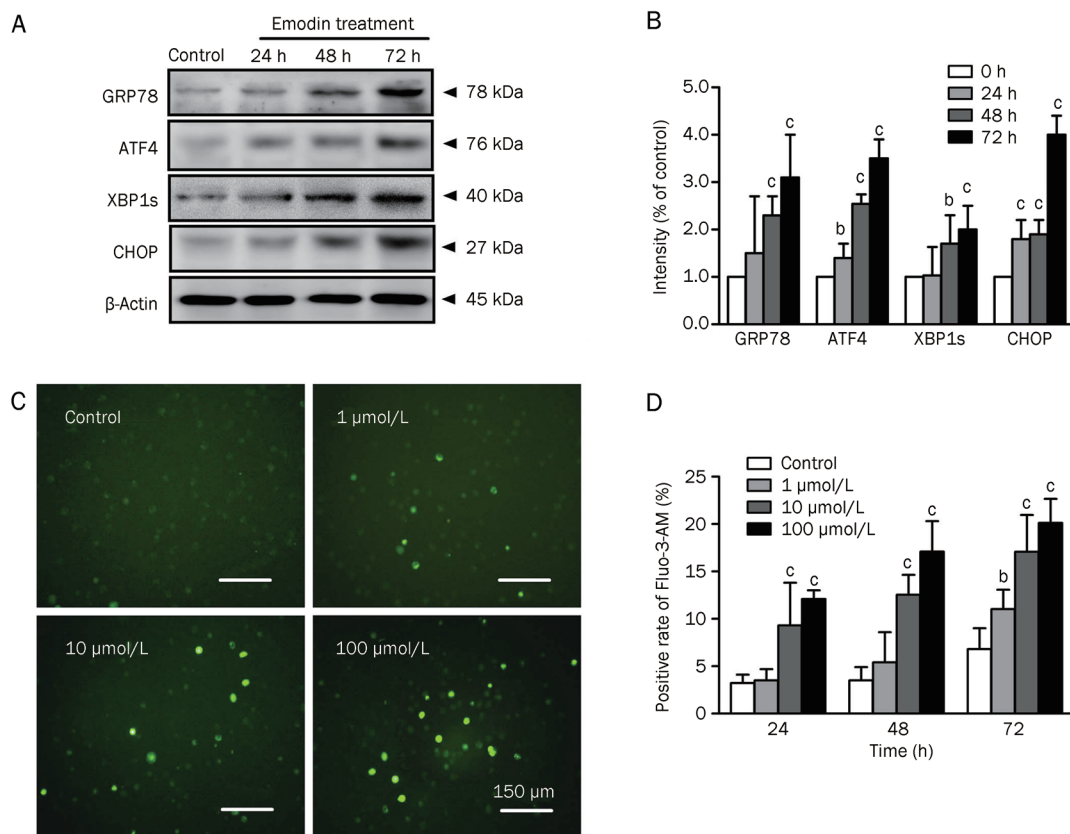 A
Emodin treatment
Control 24 h 48 h 72 h
GRP78 78 kDa
ATF4 76 kDa
XBP1s 40 kDa
CHOP 27 kDa
β-Actin 45 kDa
B
0 h
24 h
48 h
72 h
Intensity (% of control)
5.0
4.0
3.0
2.0
1.0
0.0
c c
b c c
b c
c c c
GRP78 ATF4 XBP1s CHOP
C
Control
1 µmol/L
10 µmol/L
100 µmol/L
150 µm
D
Control
1 µmol/L
10 µmol/L
100 µmol/L
Positive rate of Fluo-3-AM (%)
25
20
15
10
5
0
c c
c c
b c c
24 48 72
Time (h)